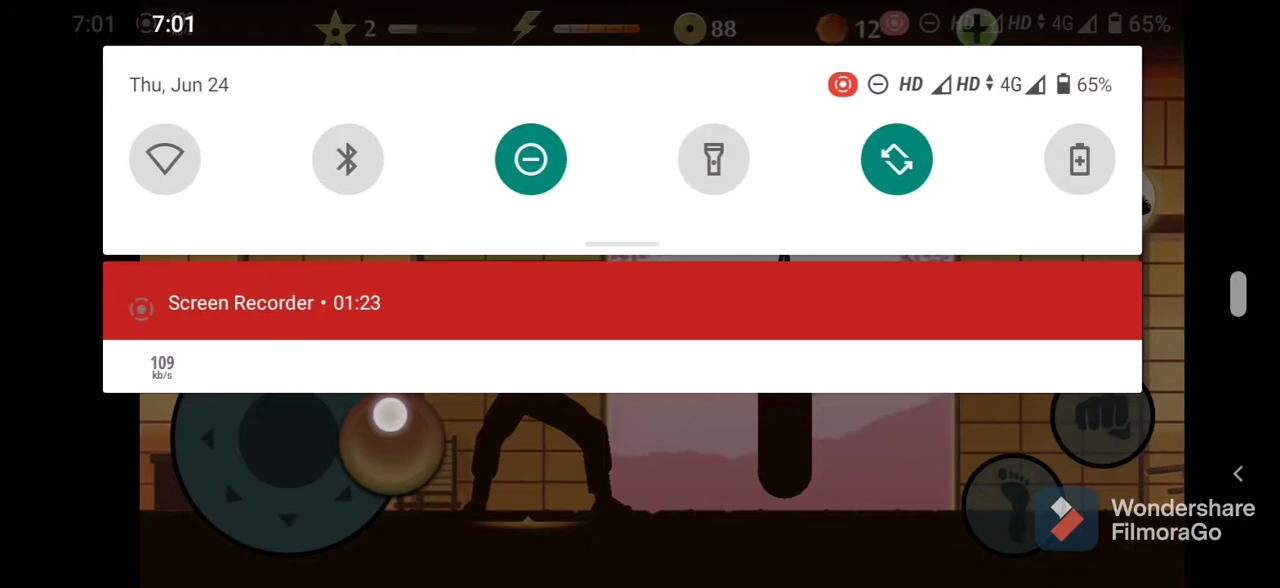 7:01 7:01 2 88 12 HD HD 4G 65%
Thu, Jun 24 HD HD 4G 65%
Screen Recorder • 01:23
109
kb/s
Wondershare
FilmoraGo